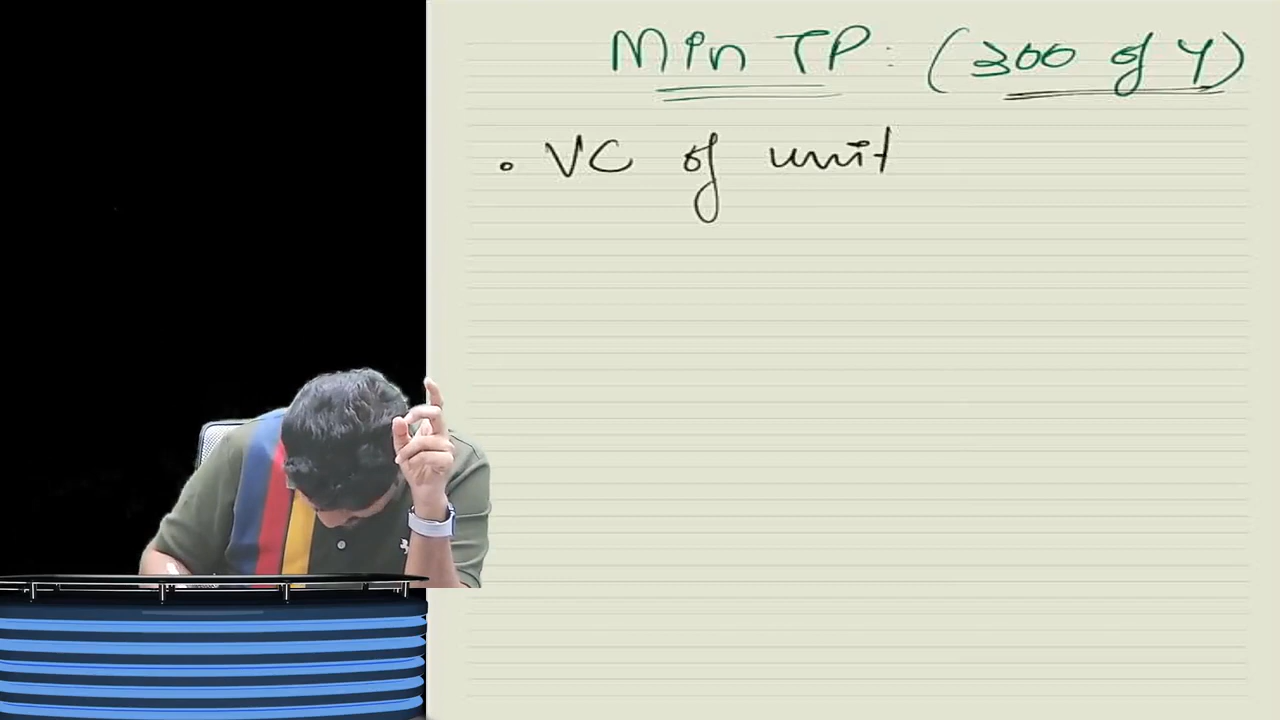 Min TP: (300 of Y)
• VC of unit